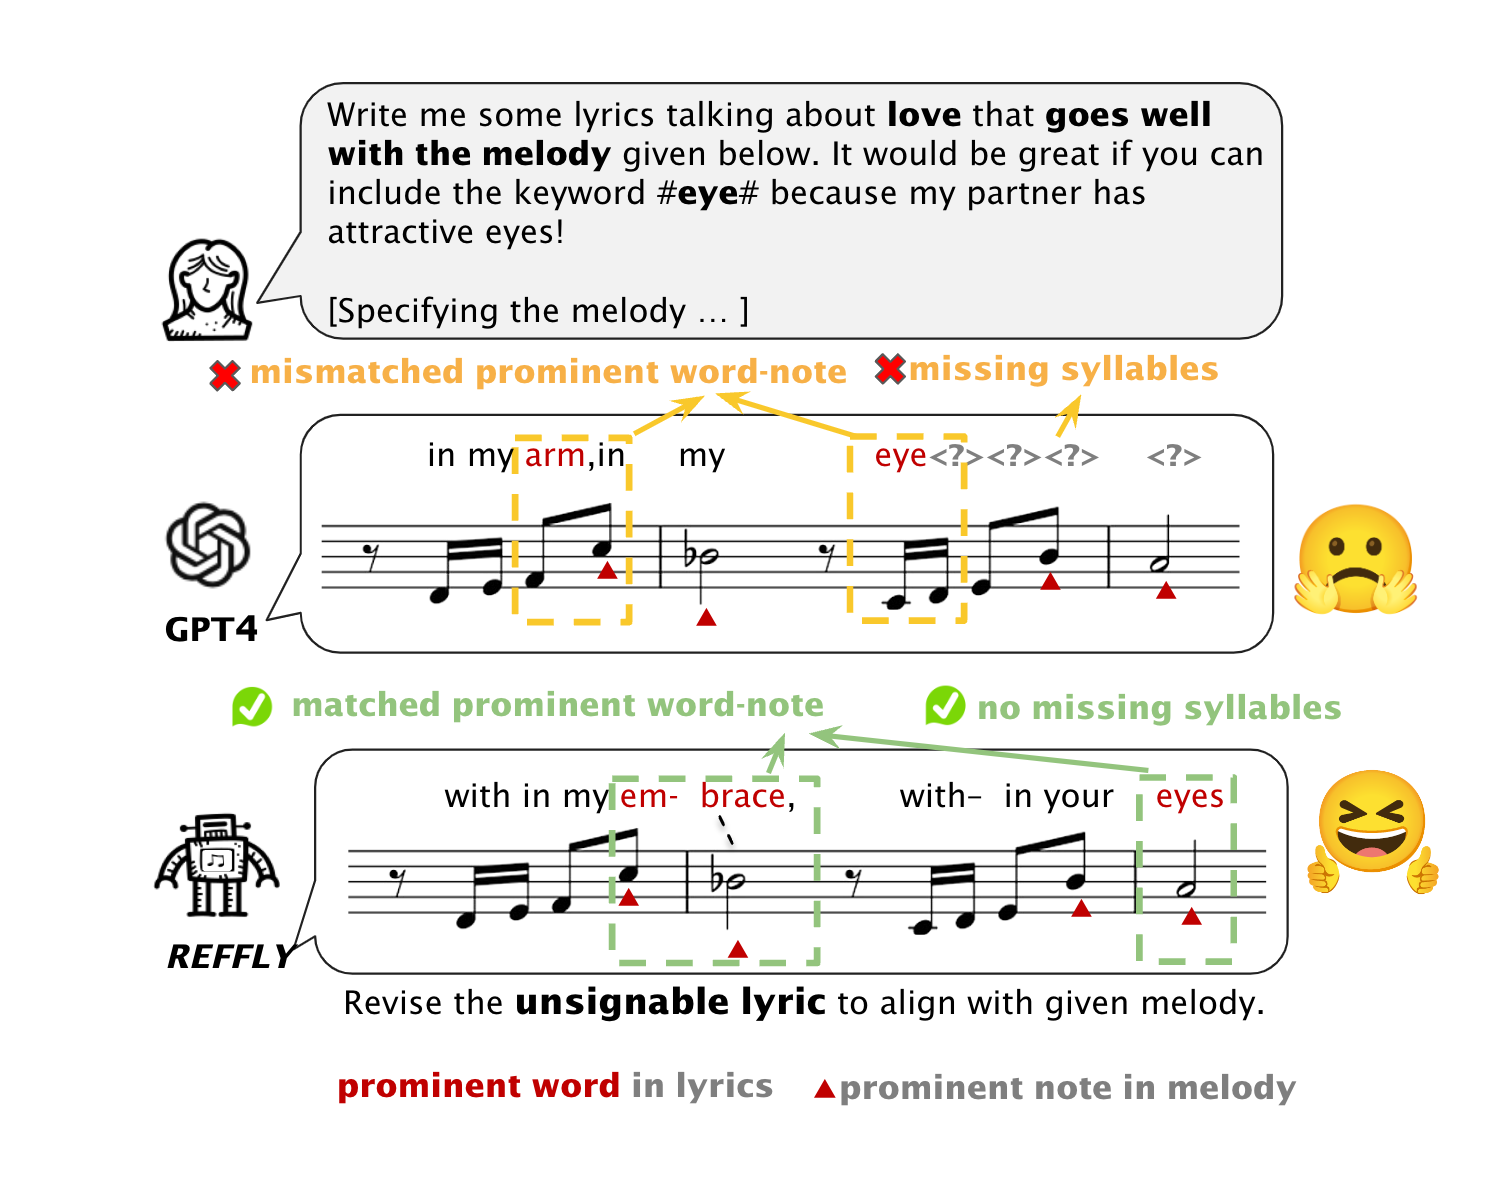 Write me some lyrics talking about love that goes well
with the melody given below. It would be great if you can
include the keyword #eye# because my partner has
attractive eyes!
[Specifying the melody … ]
mismatched prominent word-note
missing syllables
in my arm,in my eye<?><?><?> <?>
GPT4
matched prominent word-note
no missing syllables
with in my em- brace, with– in your eyes
REFFLY
Revise the unsignable lyric to align with given melody.
prominent word in lyrics
prominent note in melody